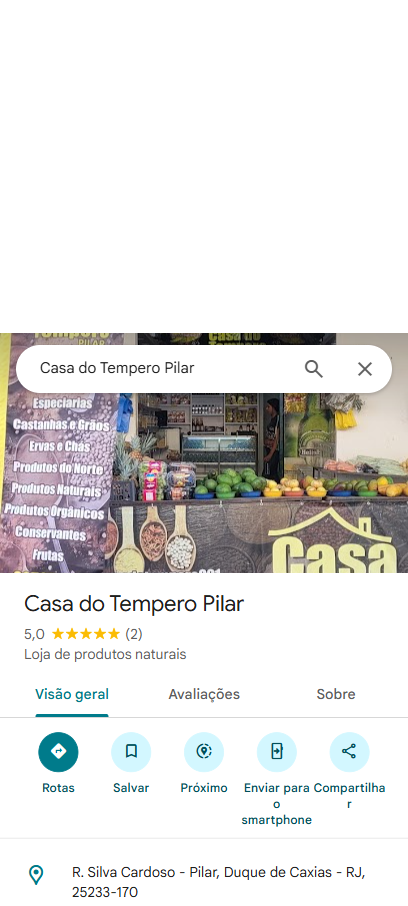 Casa do Tempero Pilar
PILAR
Casa do
Tempero
Especiarias
Castanhas e Grãos
Ervas e Chás
Produtos do Norte
Produtos Naturais
Produtos Orgânicos
Conservantes
Frutas
Casa
Casa do Tempero Pilar
5,0 ★★★★★ (2)
Loja de produtos naturais
Visão geral
Avaliações
Sobre
Rotas
Salvar
Próximo
Enviar para
o
smartphone
Compartilha
r
R. Silva Cardoso - Pilar, Duque de Caxias - RJ,
25233-170